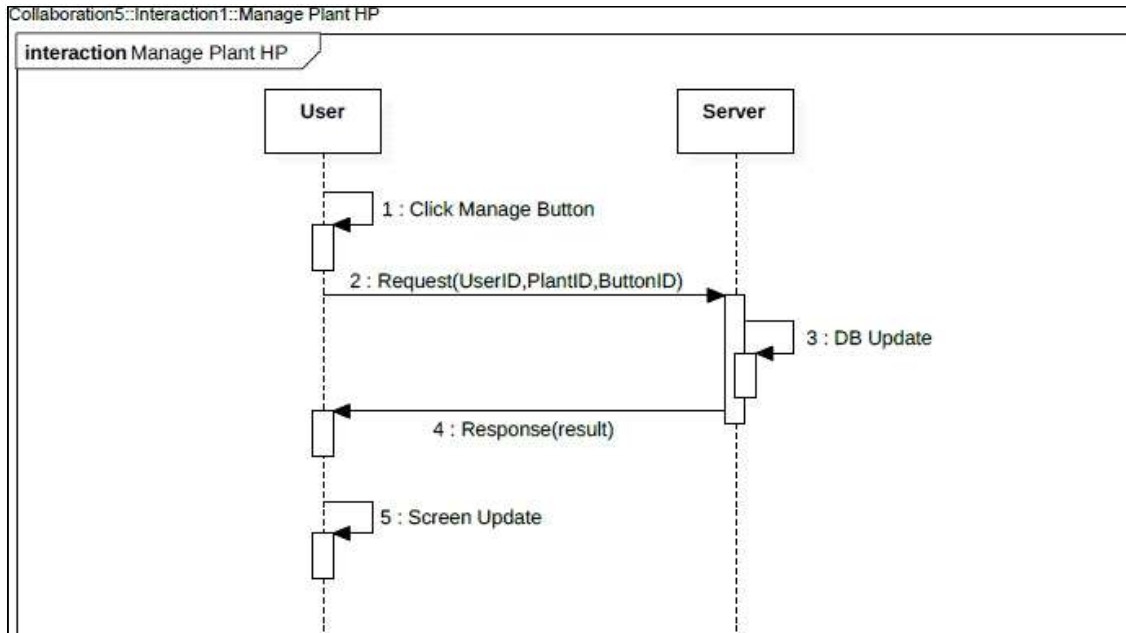 Collaboration5::Interaction1::Manage Plant HP
interaction Manage Plant HP
User
Server
1 : Click Manage Button
2 : Request(UserID,PlantID,ButtonID)
3 : DB Update
4 : Response(result)
5 : Screen Update